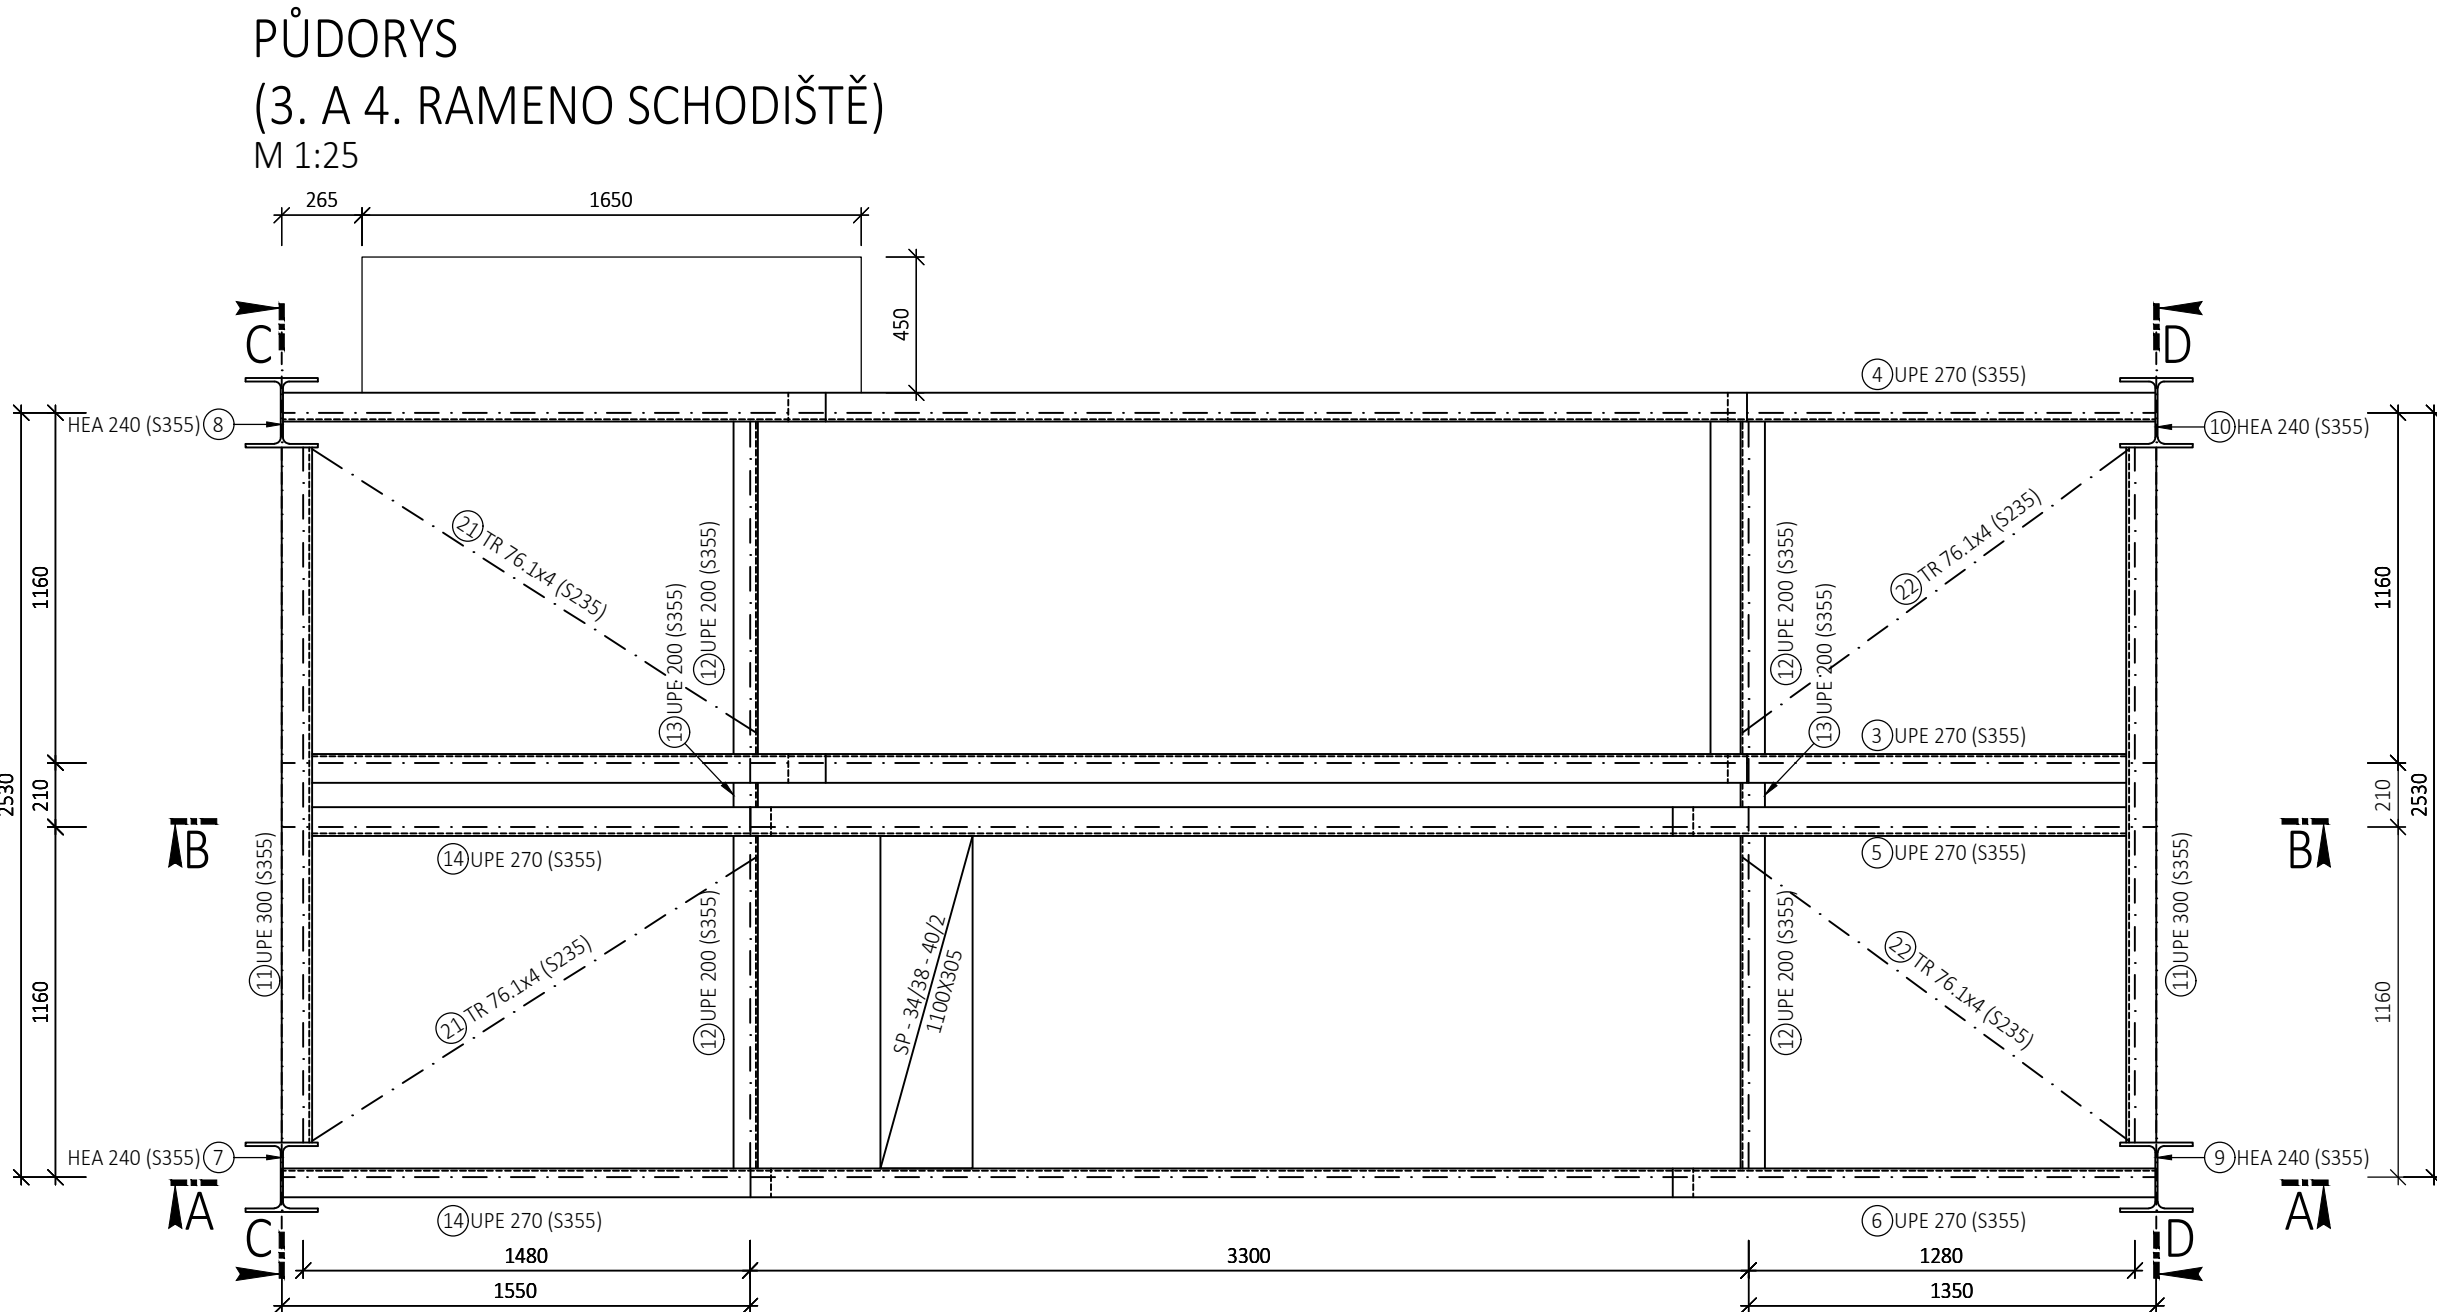 PŮDORYS
(3. A 4. RAMENO SCHODIŠTĚ)
M 1:25
265
1650
450
C
D
4 UPE 270 (S355)
HEA 240 (S355) 8
10 HEA 240 (S355)
21 TR 76.1x4 (S235)
12 UPE 200 (S355)
13 UPE 200 (S355)
12 UPE 200 (S355)
13 UPE 200 (S355)
22 TR 76.1x4 (S235)
1160
1160
3 UPE 270 (S355)
2530
210
210
2530
B
B
14 UPE 270 (S355)
5 UPE 270 (S355)
11 UPE 300 (S355)
11 UPE 300 (S355)
21 TR 76.1x4 (S235)
12 UPE 200 (S355)
SP - 34/38 - 40/2
1100X305
12 UPE 200 (S355)
22 TR 76.1x4 (S235)
1160
1160
HEA 240 (S355) 7
9 HEA 240 (S355)
A
A
14 UPE 270 (S355)
6 UPE 270 (S355)
C
D
1480
3300
1280
1550
1350